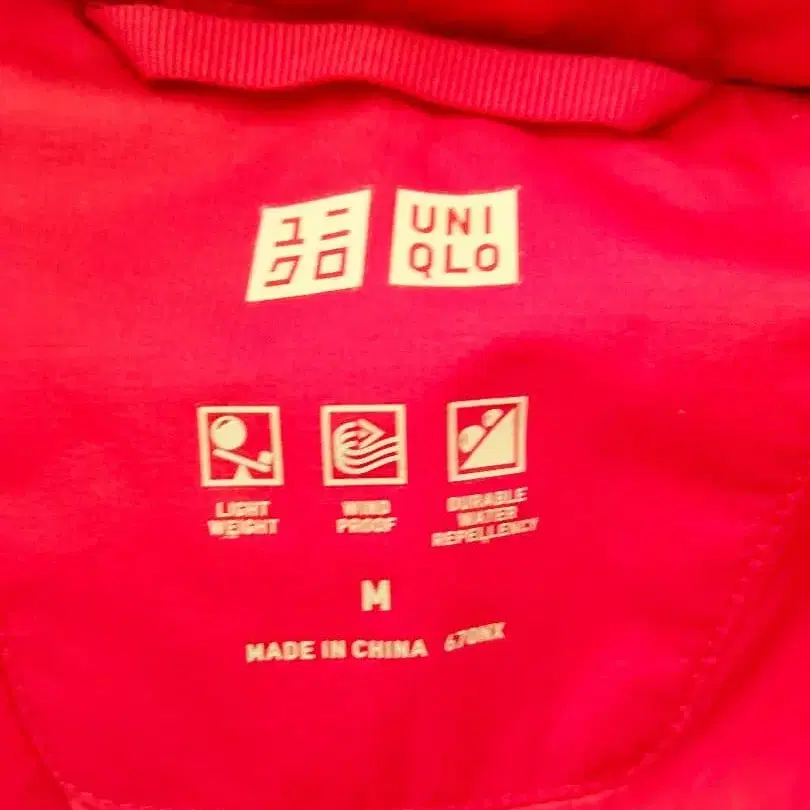 ユニ
クロ
UNI
QLO
LIGHT
WEIGHT
WIND
PROOF
DURABLE
WATER
REPELLENCY
M
MADE IN CHINA